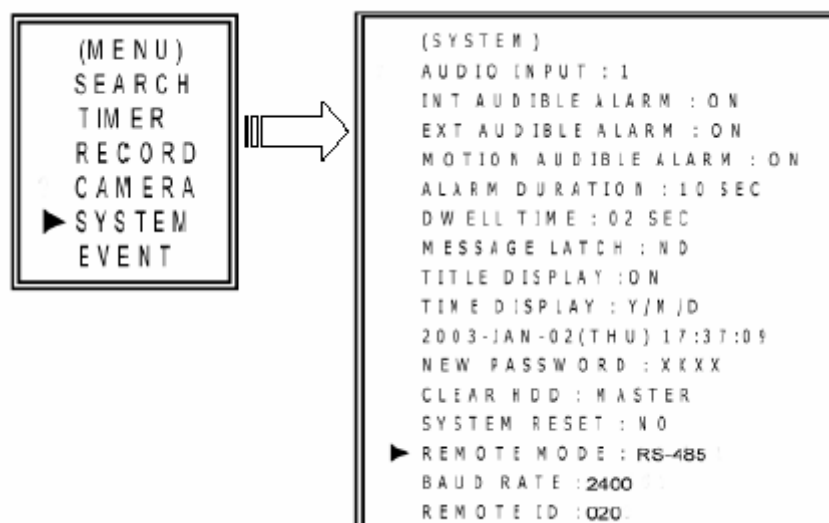 (MENU)
SEARCH
TIMER
RECORD
CAMERA
SYSTEM
EVENT
(SYSTEM)
AUDIO INPUT : 1
INT AUDIBLE ALARM : ON
EXT AUDIBLE ALARM : ON
MOTION AUDIBLE ALARM : ON
ALARM DURATION : 10 SEC
DWELL TIME : 02 SEC
MESSAGE LATCH : NO
TITLE DISPLAY :ON
TIME DISPLAY : Y/M/D
2003-JAN-02(THU) 17:37:09
NEW PASSWORD : XXXX
CLEAR HDD : MASTER
SYSTEM RESET : NO
REMOTE MODE : RS-485
BAUD RATE : 2400
REMOTE ID : 020